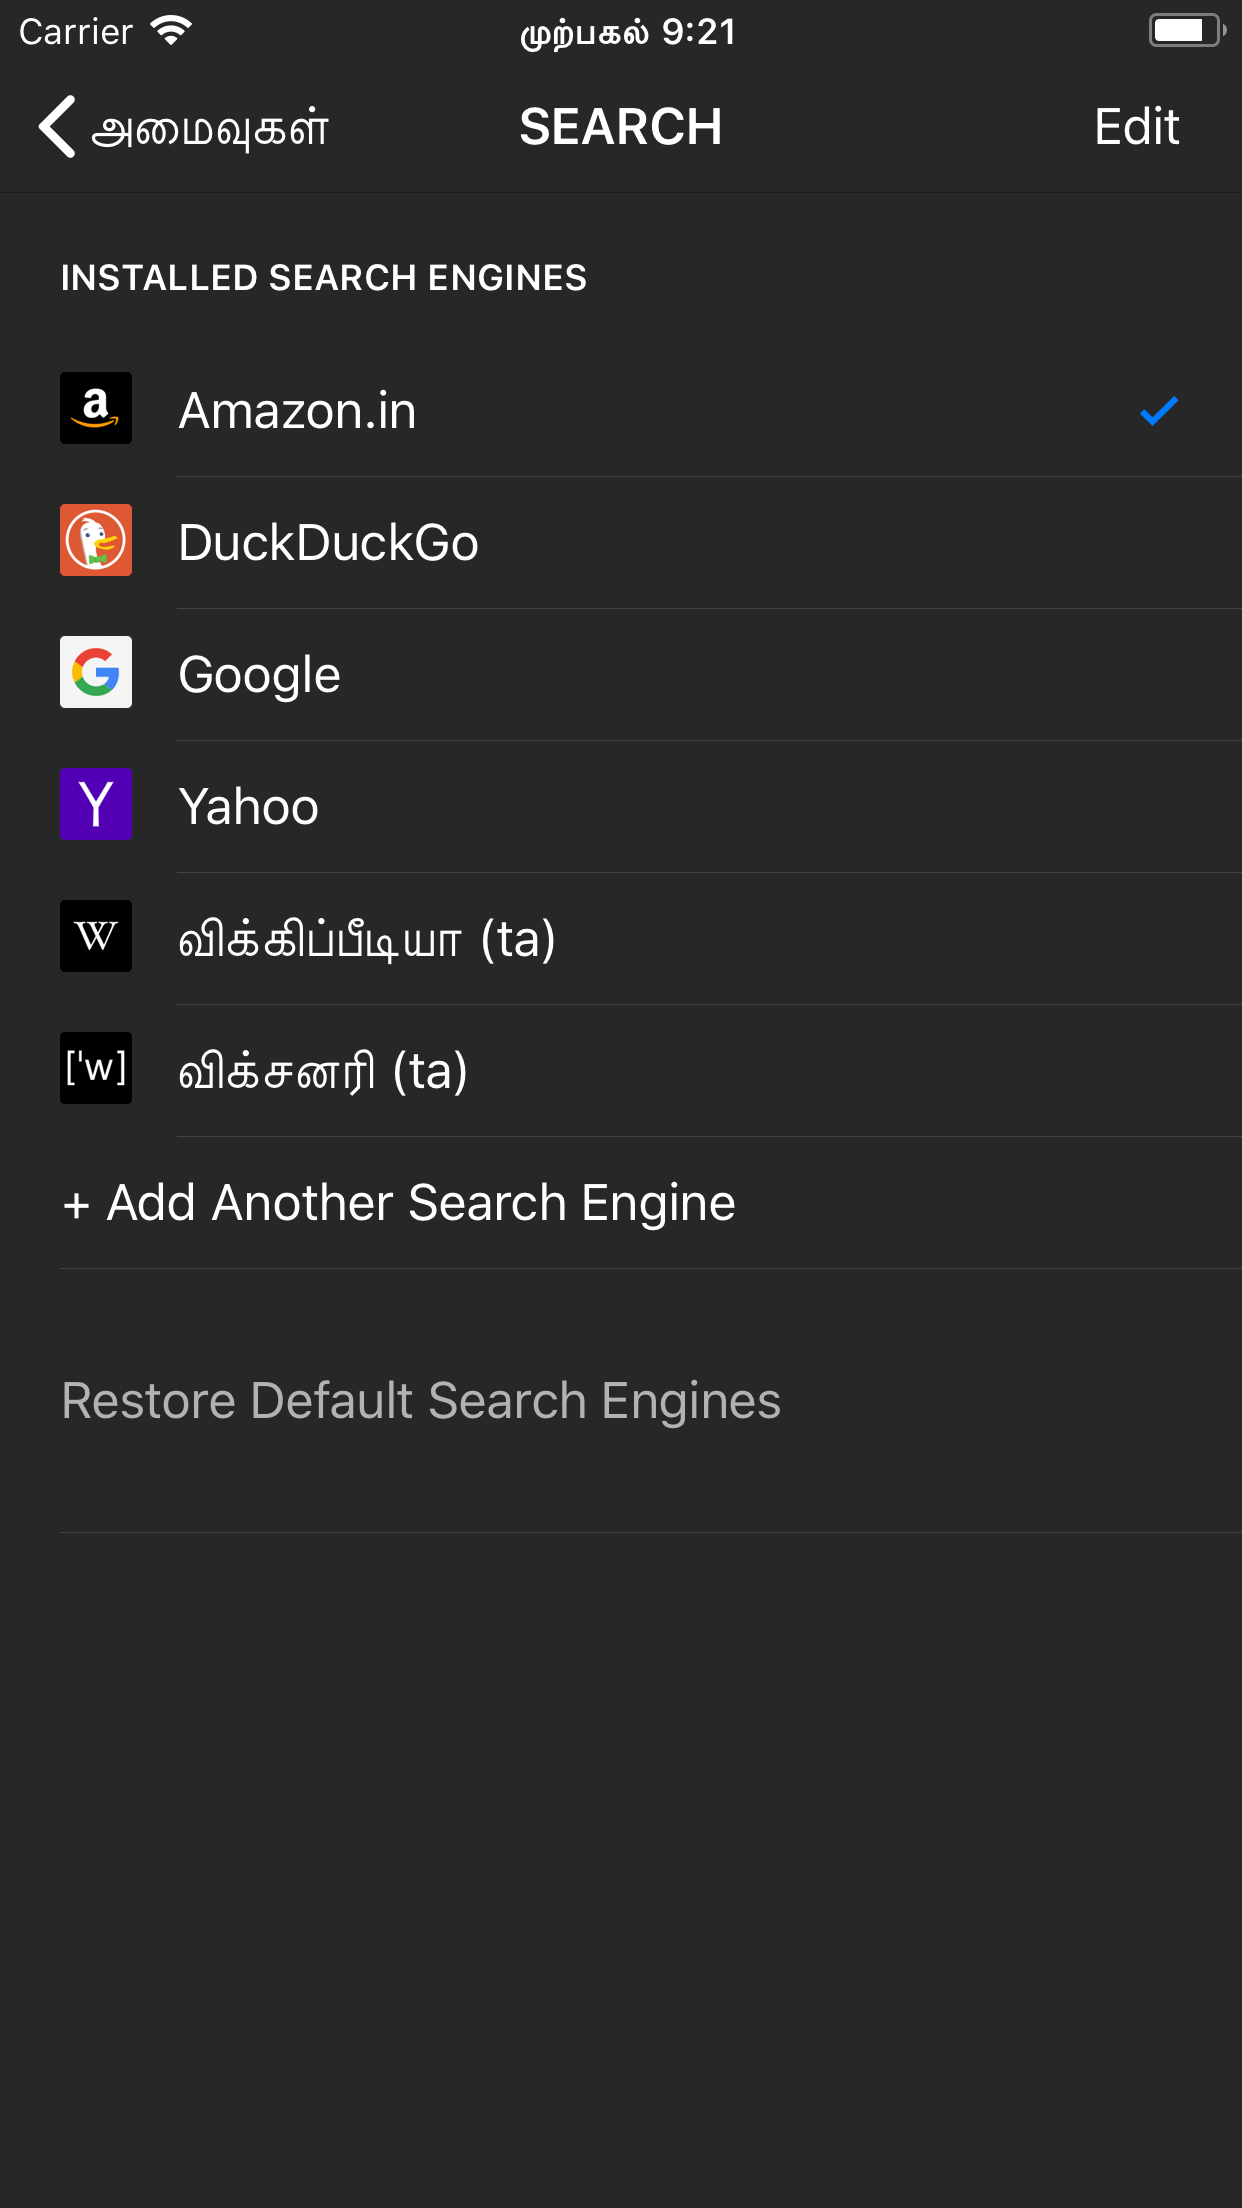 Carrier முற்பகல் 9:21
அமைவுகள் SEARCH Edit
INSTALLED SEARCH ENGINES
a Amazon.in
DuckDuckGo
G Google
Y Yahoo
W விக்கிப்பீடியா (ta)
['w] விக்சனரி (ta)
+ Add Another Search Engine
Restore Default Search Engines